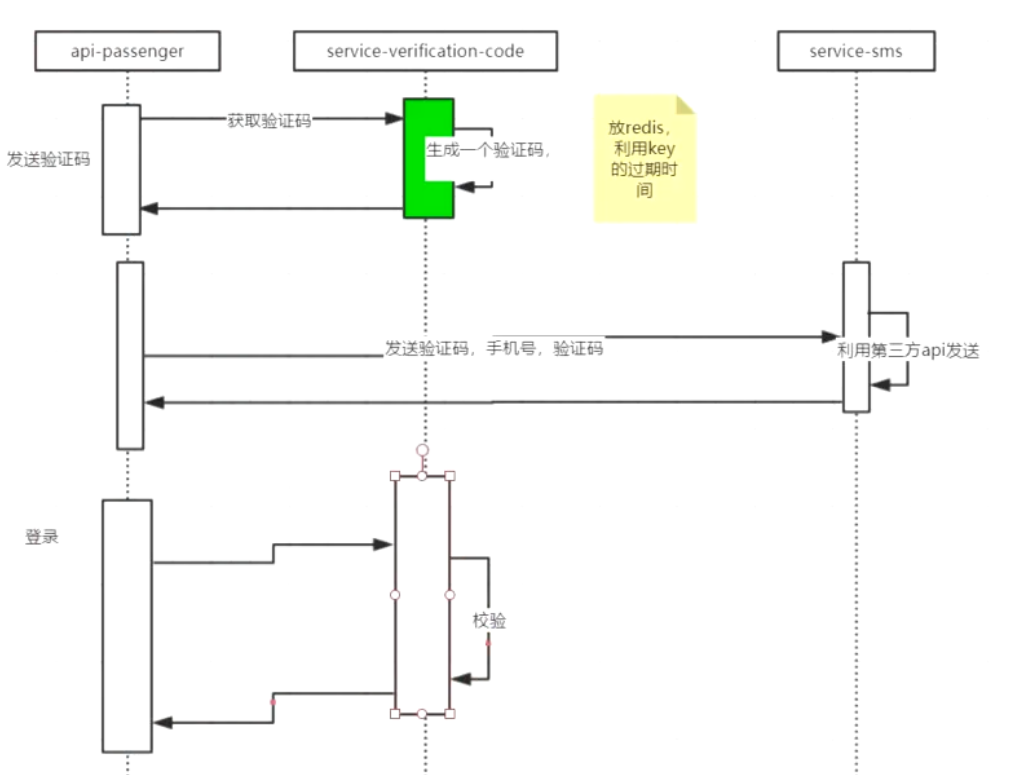 api-passenger
service-verification-code
service-sms
获取验证码
发送验证码
生成一个验证码，
放redis，
利用key
的过期时
间
发送验证码，手机号，验证码
利用第三方api发送
登录
校验